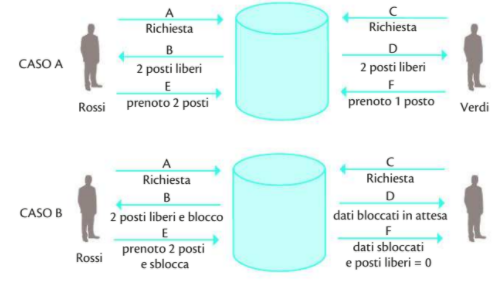 CASO A
A
Richiesta
B
2 posti liberi
E
prenoto 2 posti
Rossi
C
Richiesta
D
2 posti liberi
F
prenoto 1 posto
Verdi
CASO B
A
Richiesta
B
2 posti liberi e blocco
E
prenoto 2 posti
e sblocca
Rossi
C
Richiesta
D
dati bloccati in attesa
F
dati sbloccati
e posti liberi = 0